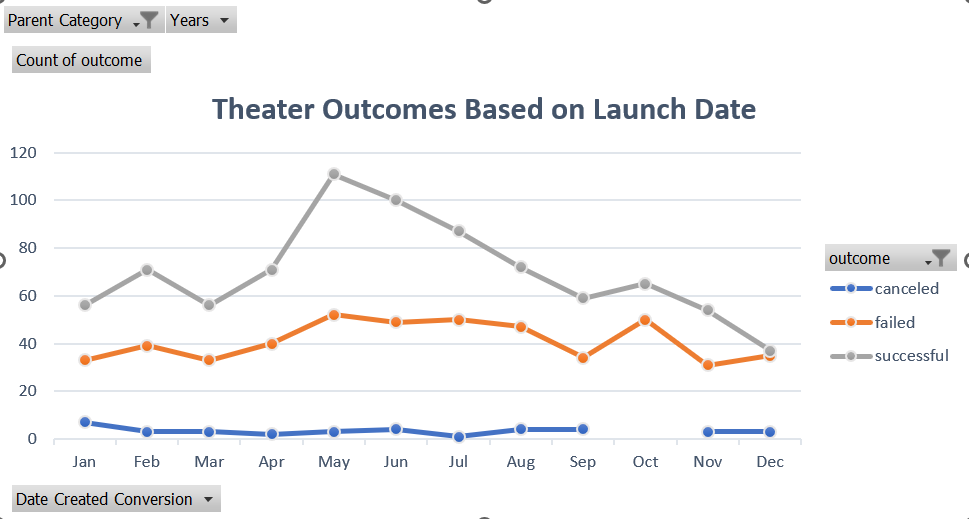 Parent Category Years
Count of outcome
Theater Outcomes Based on Launch Date
120
100
80
60
40
20
0
Jan Feb Mar Apr May Jun Jul Aug Sep Oct Nov Dec
outcome
canceled
failed
successful
Date Created Conversion